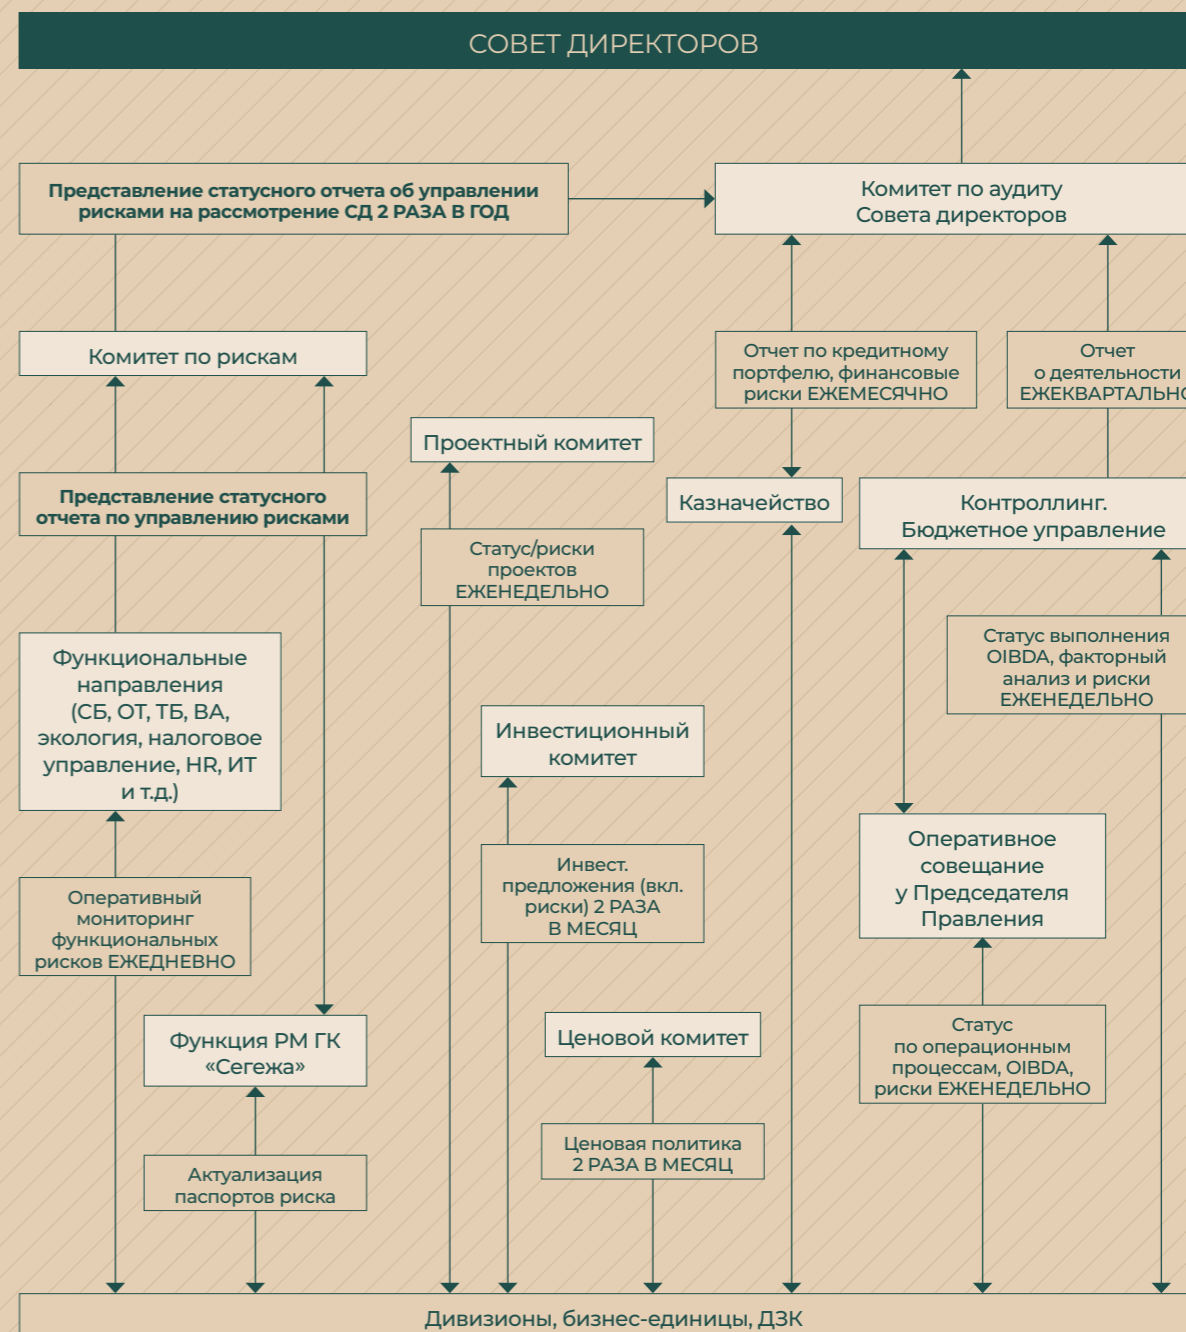 СОВЕТ ДИРЕКТОРОВ
Представление статусного отчета об управлении
рисками на рассмотрение СД 2 РАЗА В ГОД
Комитет по аудиту
Совета директоров
Комитет по рискам
Отчет по кредитному
портфелю, финансовые
риски ЕЖЕМЕСЯЧНО
Отчет
о деятельности
ЕЖЕКВАРТАЛЬНО
Проектный комитет
Представление статусного
отчета по управлению рисками
Казначейство
Контроллинг.
Бюджетное управление
Статус/риски
проектов
ЕЖЕНЕДЕЛЬНО
Функциональные
направления
(СБ, ОТ, ТБ, ВА,
экология, налоговое
управление, HR, ИТ
и т.д.)
Статус выполнения
OIBDA, факторный
анализ и риски
ЕЖЕНЕДЕЛЬНО
Инвестиционный
комитет
Оперативное
совещание
у Председателя
Правления
Инвест.
предложения (вкл.
риски) 2 РАЗА
В МЕСЯЦ
Оперативный
мониторинг
функциональных
рисков ЕЖЕДНЕВНО
Функция РМ ГК
«Сегежа»
Ценовой комитет
Статус
по операционным
процессам, OIBDA,
риски ЕЖЕНЕДЕЛЬНО
Ценовая политика
2 РАЗА В МЕСЯЦ
Актуализация
паспортов риска
Дивизионы, бизнес-единицы, ДЗК